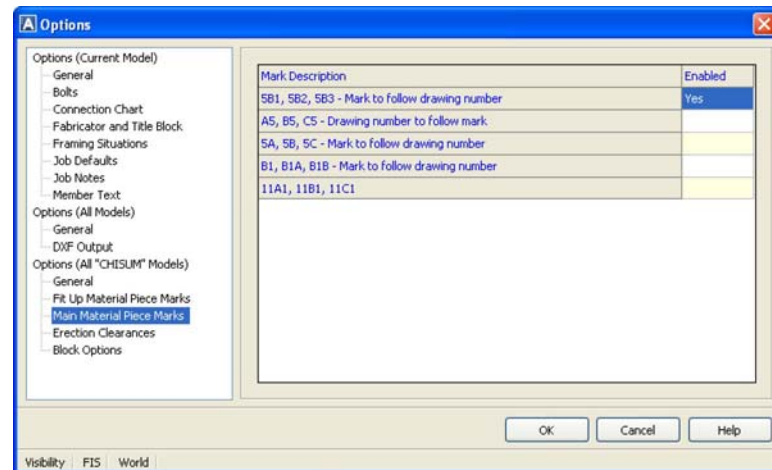 A Options
Options (Current Model)
General
Bolts
Connection Chart
Fabricator and Title Block
Framing Situations
Job Defaults
Job Notes
Member Text
Options (All Models)
General
DXF Output
Options (All "CHISUM" Models)
General
Fit Up Material Piece Marks
Main Material Piece Marks
Erection Clearances
Block Options
Mark Description Enabled
5B1, 5B2, 5B3 - Mark to follow drawing number Yes
A5, B5, C5 - Drawing number to follow mark
5A, 5B, 5C - Mark to follow drawing number
B1, B1A, B1B - Mark to follow drawing number
11A1, 11B1, 11C1
OK Cancel Help
Visibility FIS World